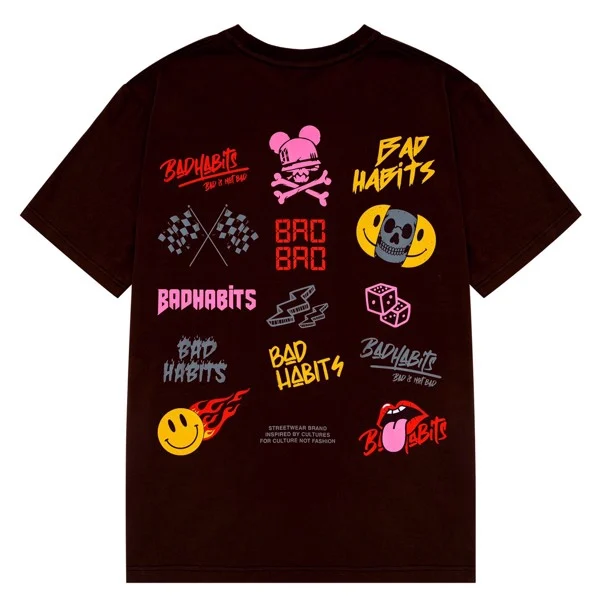 BADHABITS
BAD IS NOT BAD
BAD
HABITS
BAD
BAD
BADHABITS
BAD
HABITS
BAD
HABITS
BADHABITS
BAD IS NOT BAD
STREETWEAR BRAND
INSPIRED BY CULTURES
FOR CULTURE NOT FASHION
BADHABITS